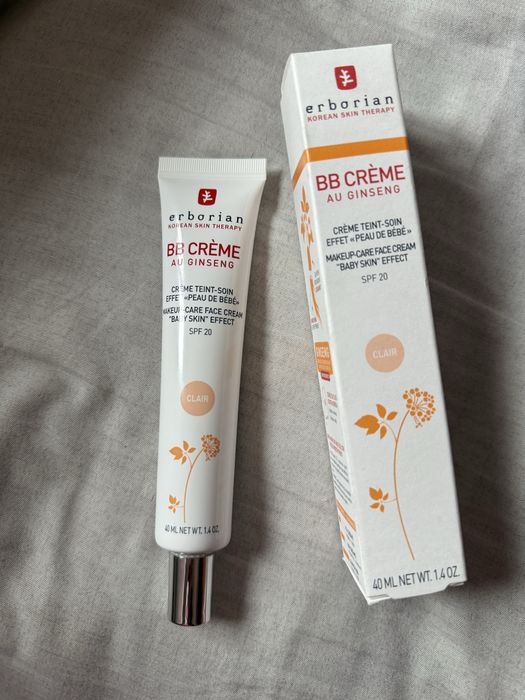 erborian
KOREAN SKIN THERAPY
BB CRÈME
AU GINSENG
CRÈME TEINT-SOIN
EFFET «PEAU DE BÉBÉ»
MAKEUP-CARE FACE CREAM
"BABY SKIN" EFFECT
SPF 20
CLAIR
40 ML NET WT. 1.4 OZ.
erborian
KOREAN SKIN THERAPY
BB CRÈME
AU GINSENG
CRÈME TEINT-SOIN
EFFET «PEAU DE BÉBÉ»
MAKEUP-CARE FACE CREAM
"BABY SKIN" EFFECT
SPF 20
CLAIR
40 ML NET WT. 1.4 OZ.
GINSENG